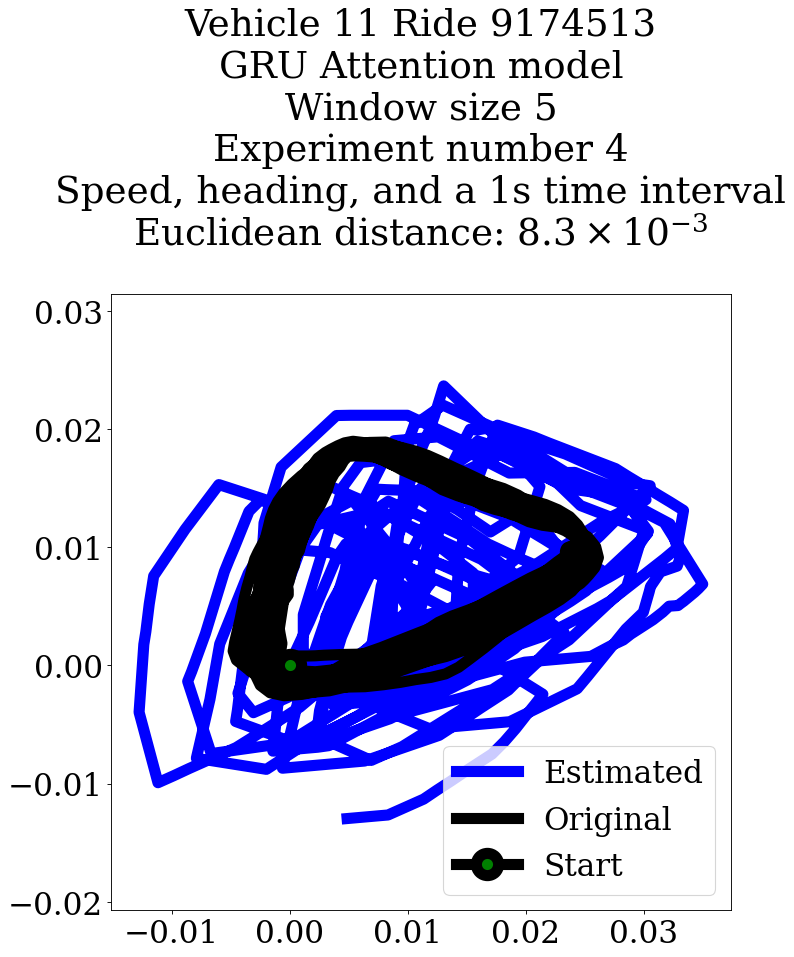 Vehicle 11 Ride 9174513
GRU Attention model
Window size 5
Experiment number 4
Speed, heading, and a 1s time interval
Euclidean distance: 8.3 × 10⁻³
0.03
0.02
0.01
0.00
−0.01
−0.02
Estimated
Original
Start
−0.01 0.00 0.01 0.02 0.03